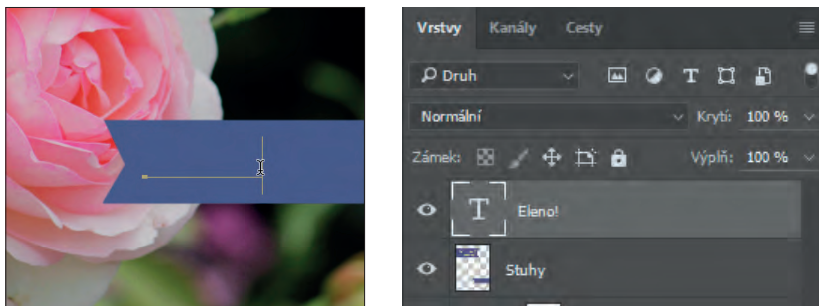 Vrstvy Kanály Cesty
Druh
Normální Krytí: 100 %
Zámek: Výplň: 100 %
T Eleno!
Stuhy